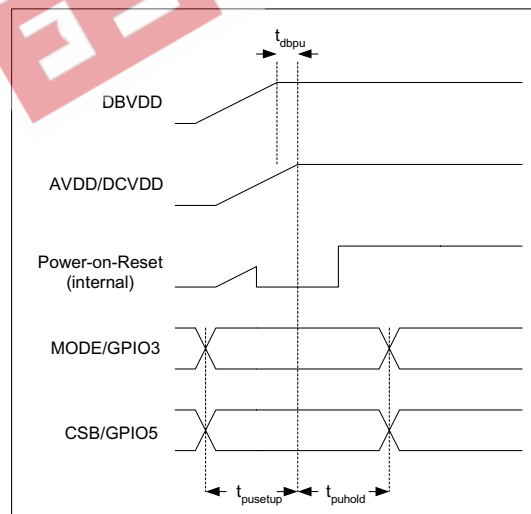 tdbpu
DBVDD
AVDD/DCVDD
Power-on-Reset
(internal)
MODE/GPIO3
CSB/GPIO5
tpusetup
tpuhold